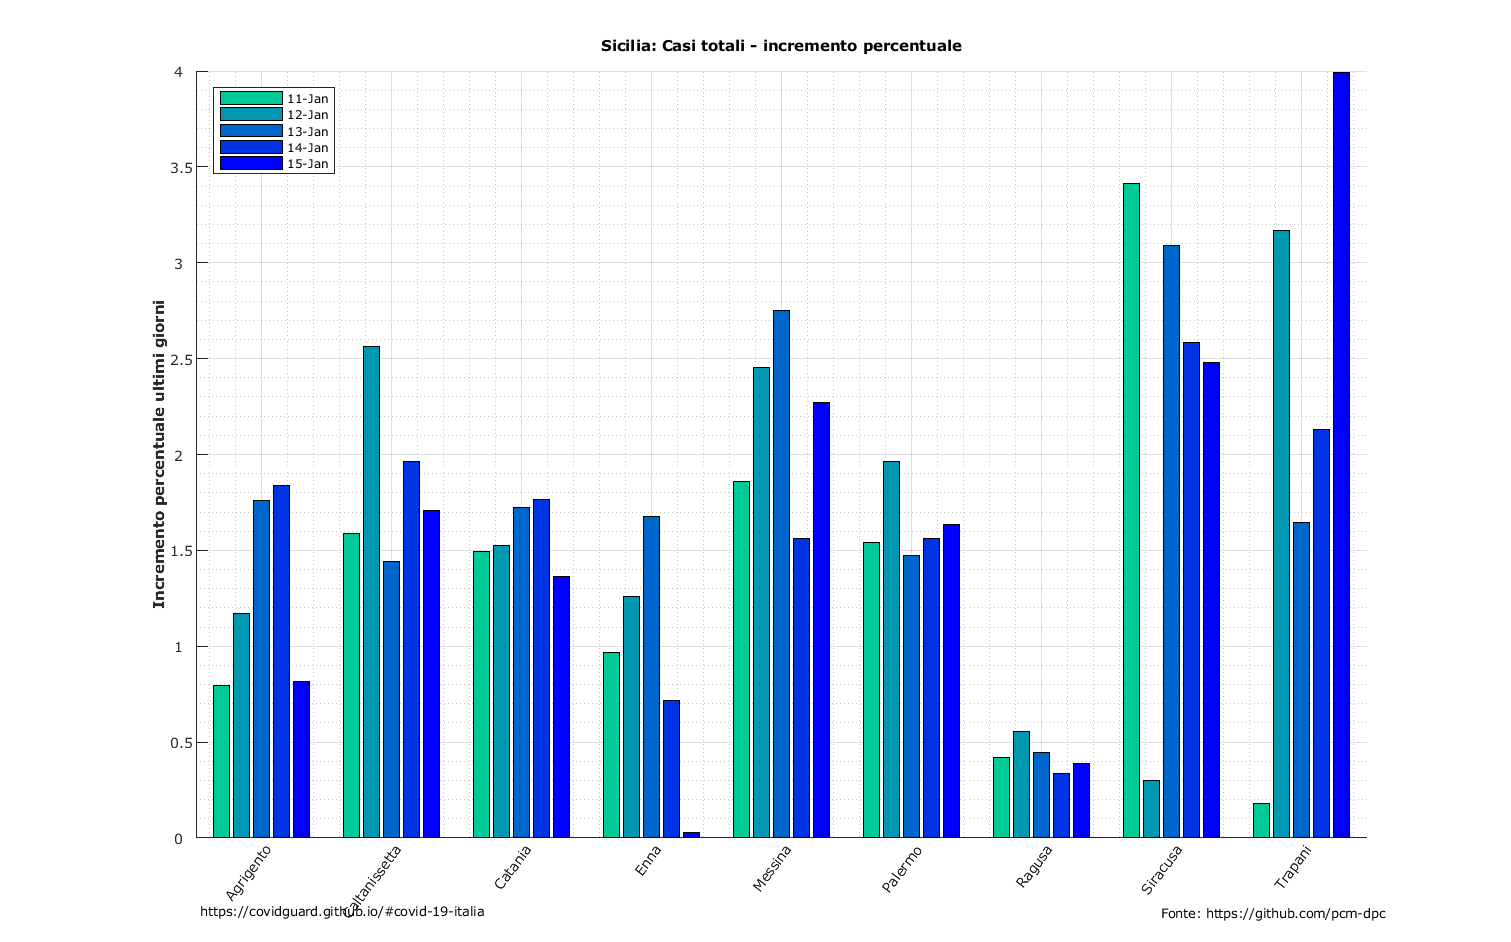 Sicilia: Casi totali - incremento percentuale
4
3.5
3
2.5
2
1.5
1
0.5
0
Incremento percentuale ultimi giorni
11-Jan
12-Jan
13-Jan
14-Jan
15-Jan
Agrigento
Caltanissetta
Catania
Enna
Messina
Palermo
Ragusa
Siracusa
Trapani
https://covidguard.github.io/#covid-19-italia
Fonte: https://github.com/pcm-dpc